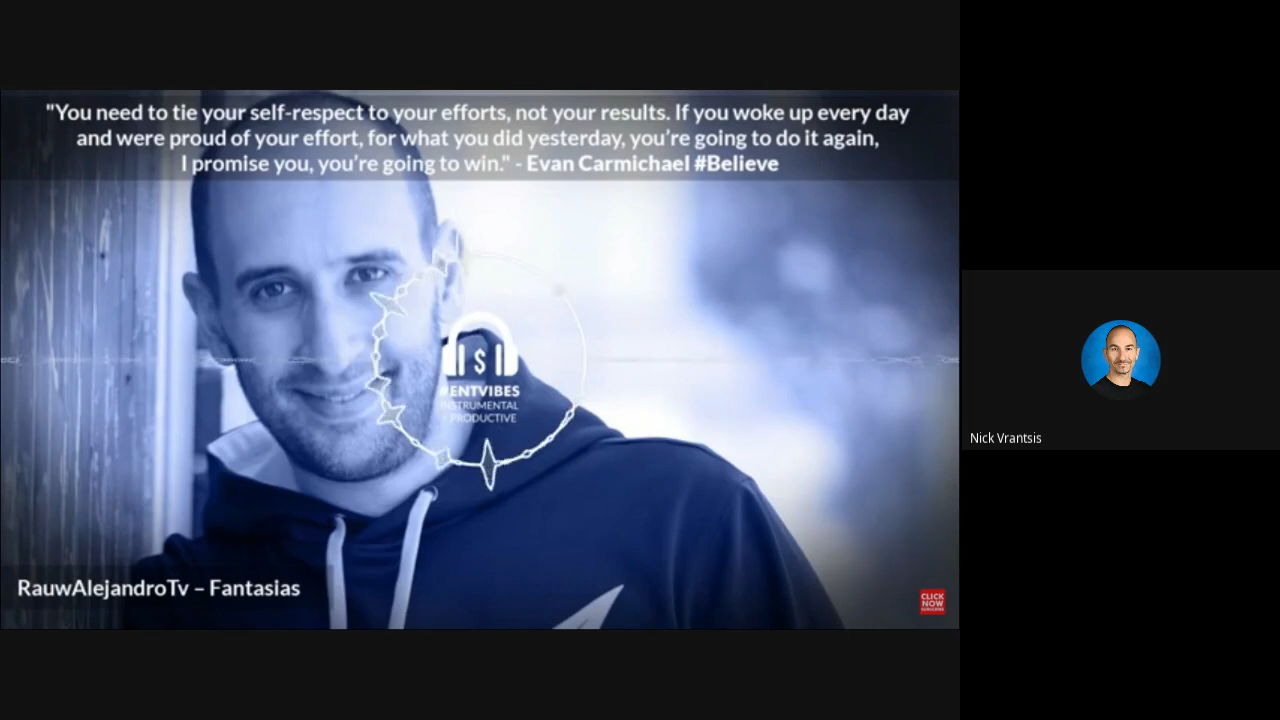 "You need to tie your self-respect to your efforts, not your results. If you woke up every day
and were proud of your effort, for what you did yesterday, you're going to do it again,
I promise you, you're going to win." - Evan Carmichael #Believe
$
#ENTVIBES
INSTRUMENTAL
PRODUCTIVE
Nick Vrantsis
RauwAlejandroTv – Fantasias
CLICK
NOW
SUBSCRIBE